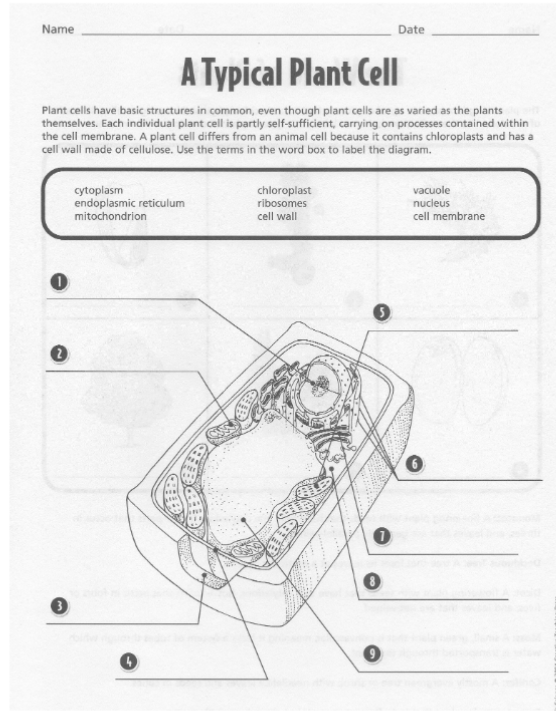 Name Date
A Typical Plant Cell
Plant cells have basic structures in common, even though plant cells are as varied as the plants
themselves. Each individual plant cell is partly self-sufficient, carrying on processes contained within
the cell membrane. A plant cell differs from an animal cell because it contains chloroplasts and has a
cell wall made of cellulose. Use the terms in the word box to label the diagram.
cytoplasm chloroplast vacuole
endoplasmic reticulum ribosomes nucleus
mitochondrion cell wall cell membrane
1
5
2
6
7
8
3
4
9